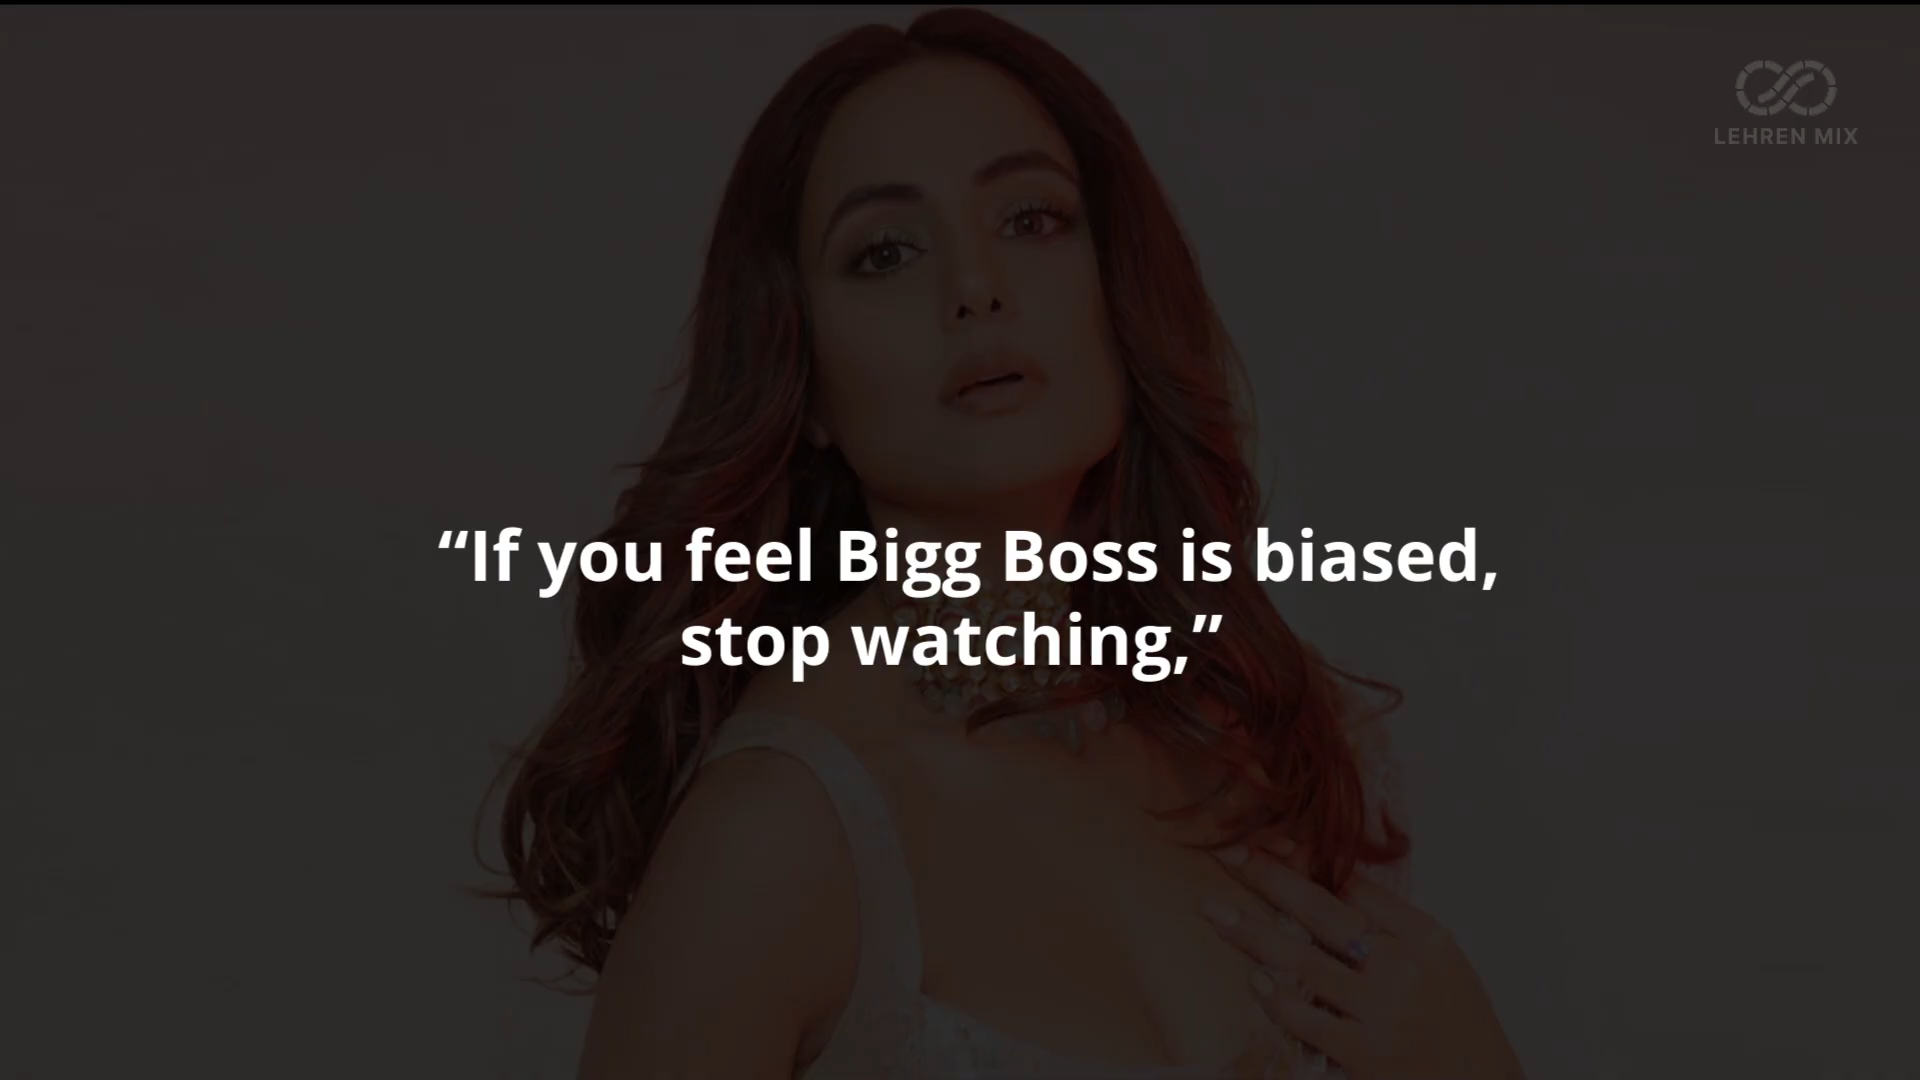 LEHREN MIX
“If you feel Bigg Boss is biased,
stop watching,”